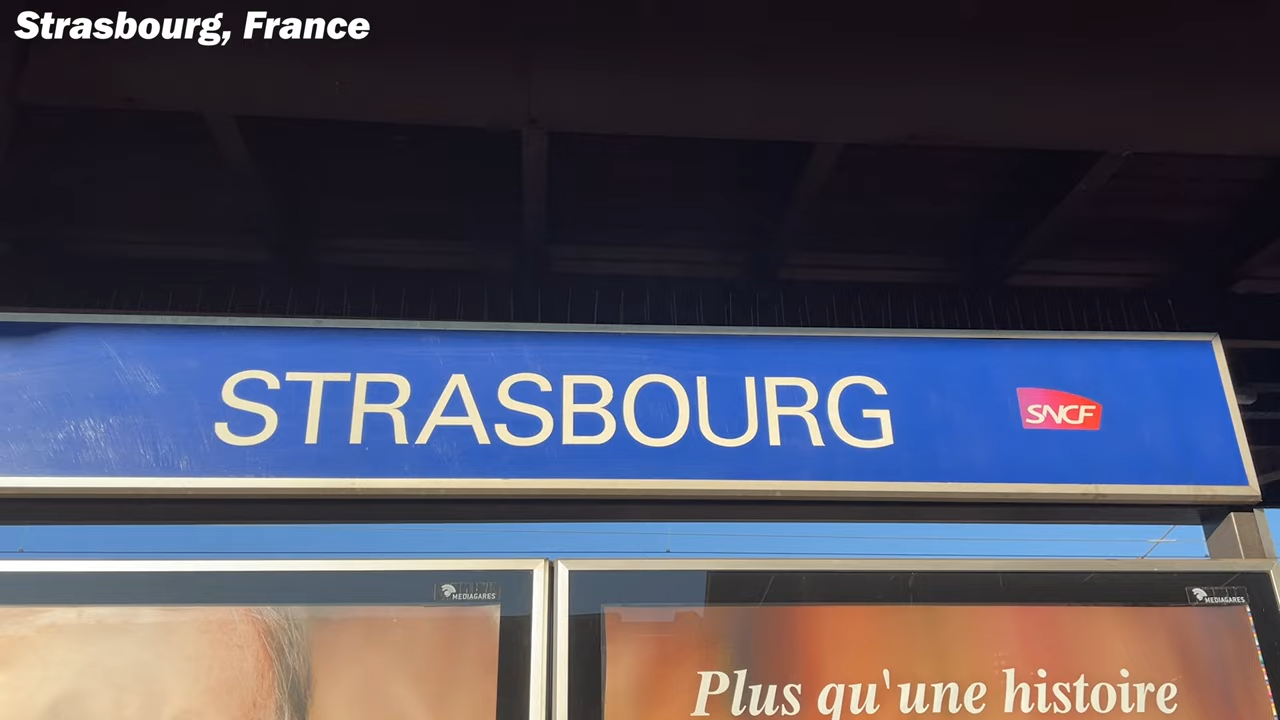 Strasbourg, France
STRASBOURG
SNCF
MEDIAGARES
MEDIAGARES
Plus qu'une histoire